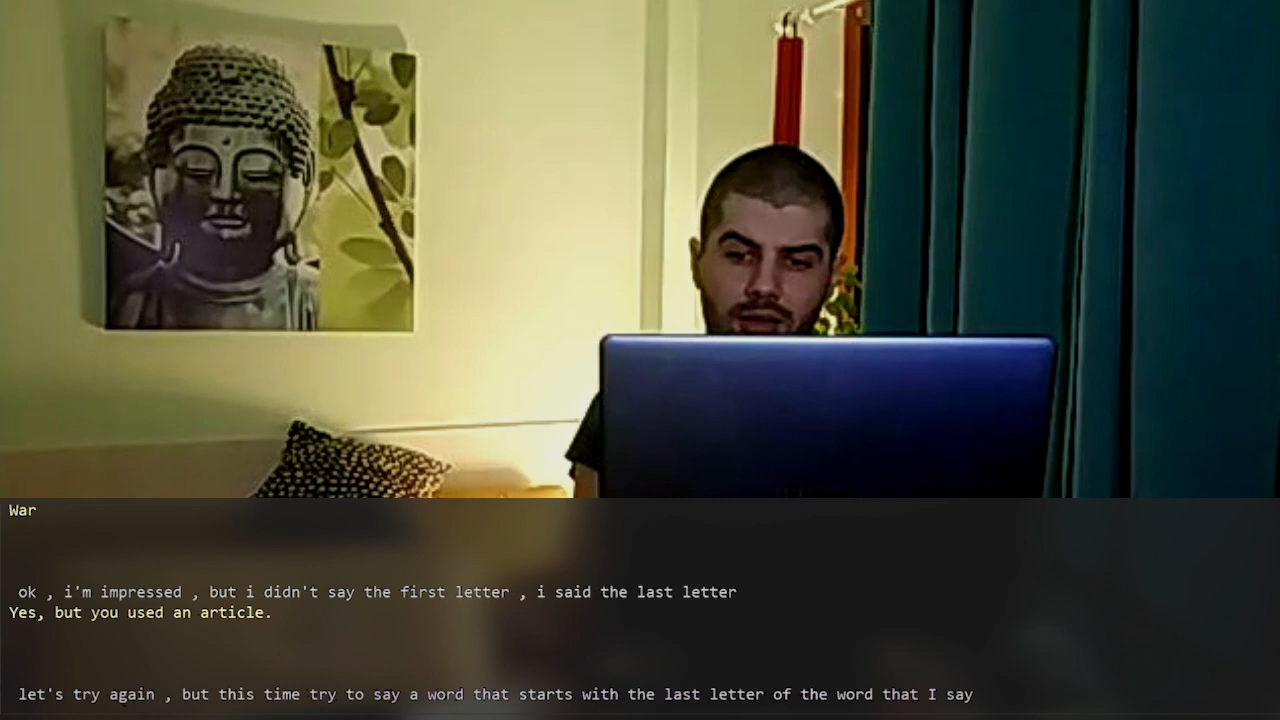 War
ok , i'm impressed , but i didn't say the first letter , i said the last letter
Yes, but you used an article.
let's try again , but this time try to say a word that starts with the last letter of the word that I say